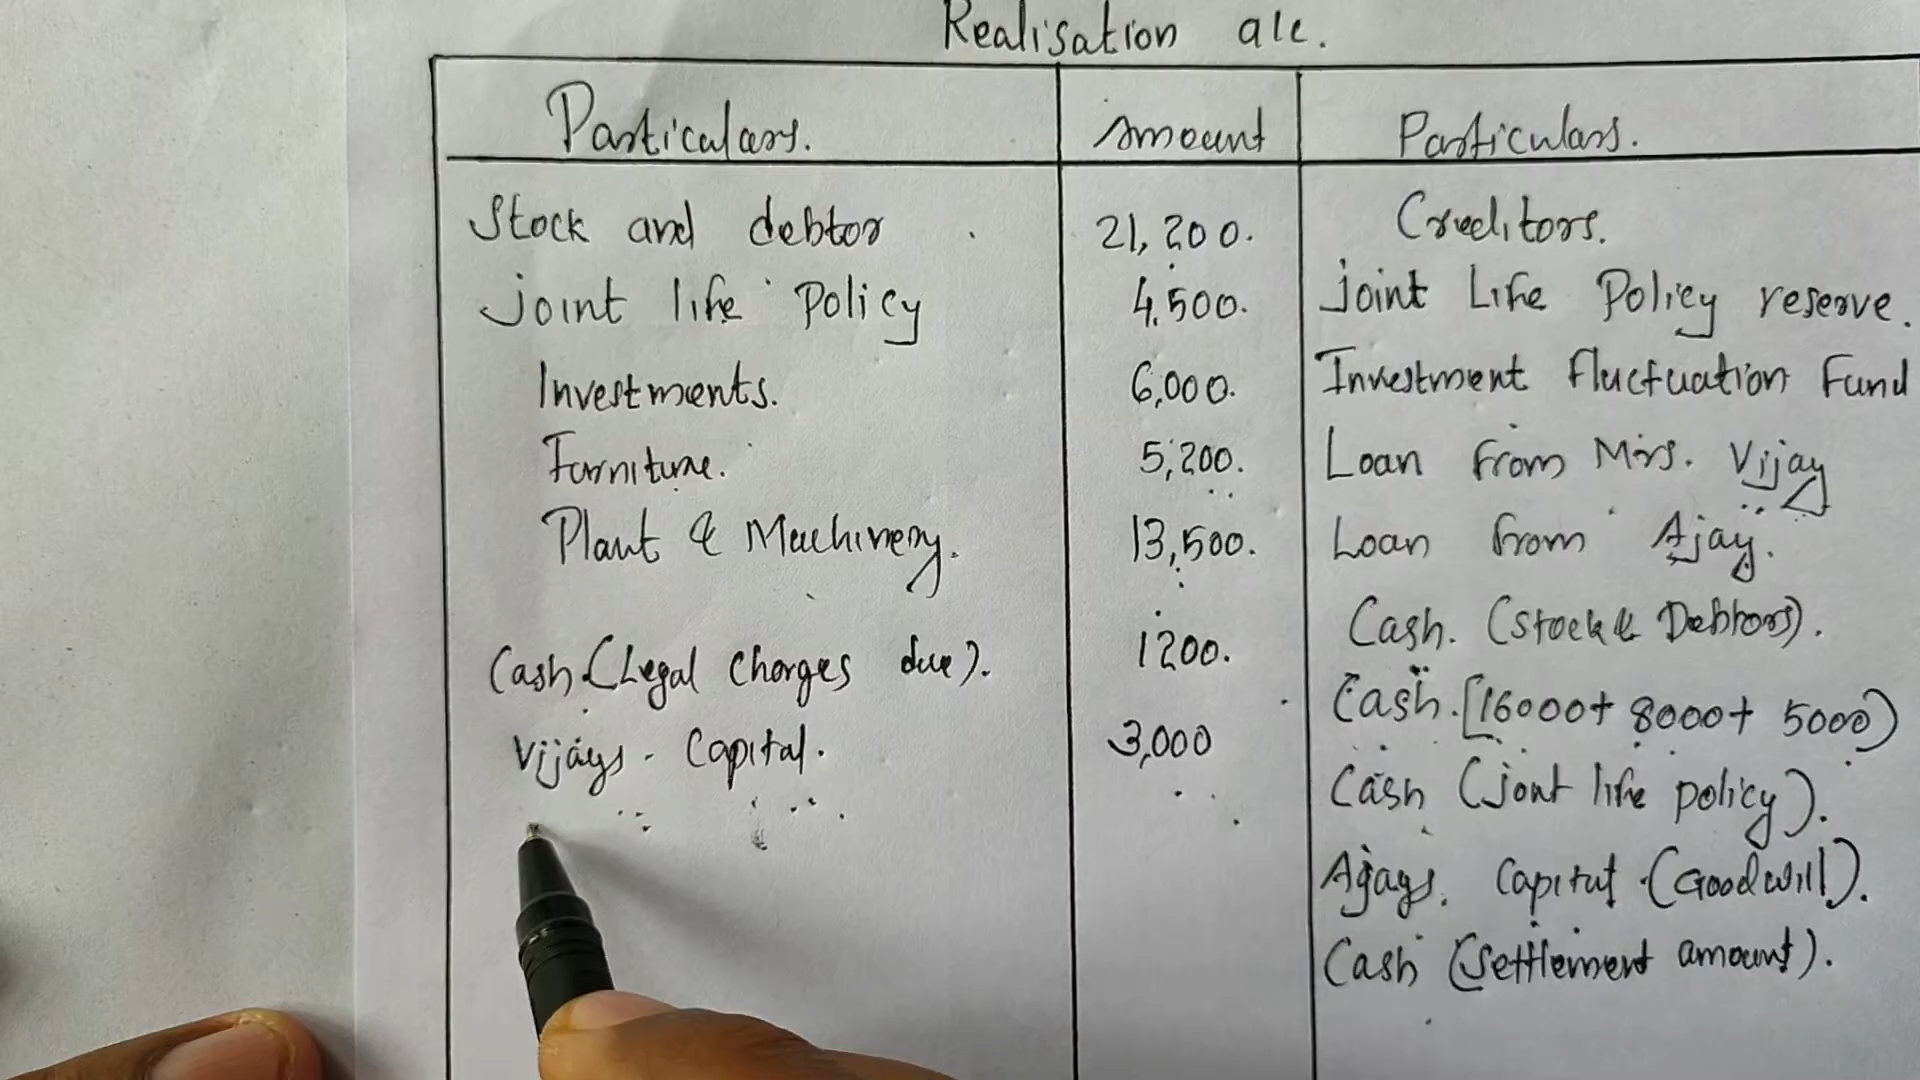 Realisation a/c.
Particulars. Amount Particulars.
Stock and debtor 21,200. Creditors.
joint life Policy 4,500. Joint Life Policy reserve.
Investments. 6,000. Investment Fluctuation Fund
Furniture. 5,200. Loan from Mrs. Vijay
Plant & Machinery. 13,500. Loan from Ajay.
Cash (Legal Charges due). 1200. Cash. (Stock & Debtors).
Vijays - Capital. 3,000 Cash. [16000+ 8000+ 5000)
Cash (jont life policy).
Ajays. Capitat (Goodwill).
Cash (Settlement amount).